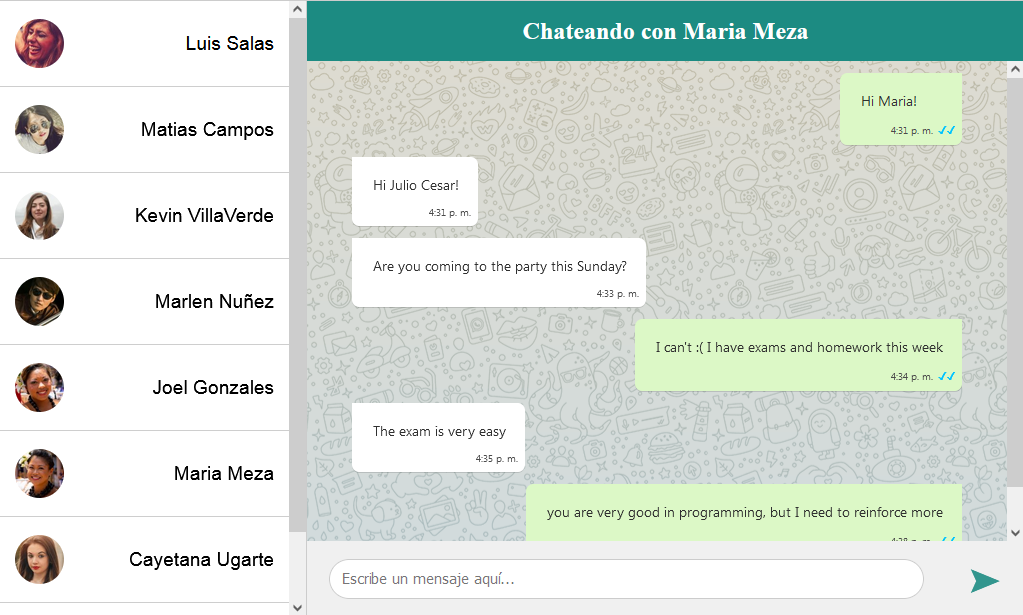 Luis Salas
Matias Campos
Kevin VillaVerde
Marlen Nuñez
Joel Gonzales
Maria Meza
Cayetana Ugarte
Chateando con Maria Meza
Hi Maria!
4:31 p. m.
Hi Julio Cesar!
4:31 p. m.
Are you coming to the party this Sunday?
4:33 p. m.
I can't :( I have exams and homework this week
4:34 p. m.
The exam is very easy
4:35 p. m.
you are very good in programming, but I need to reinforce more
Escribe un mensaje aquí...